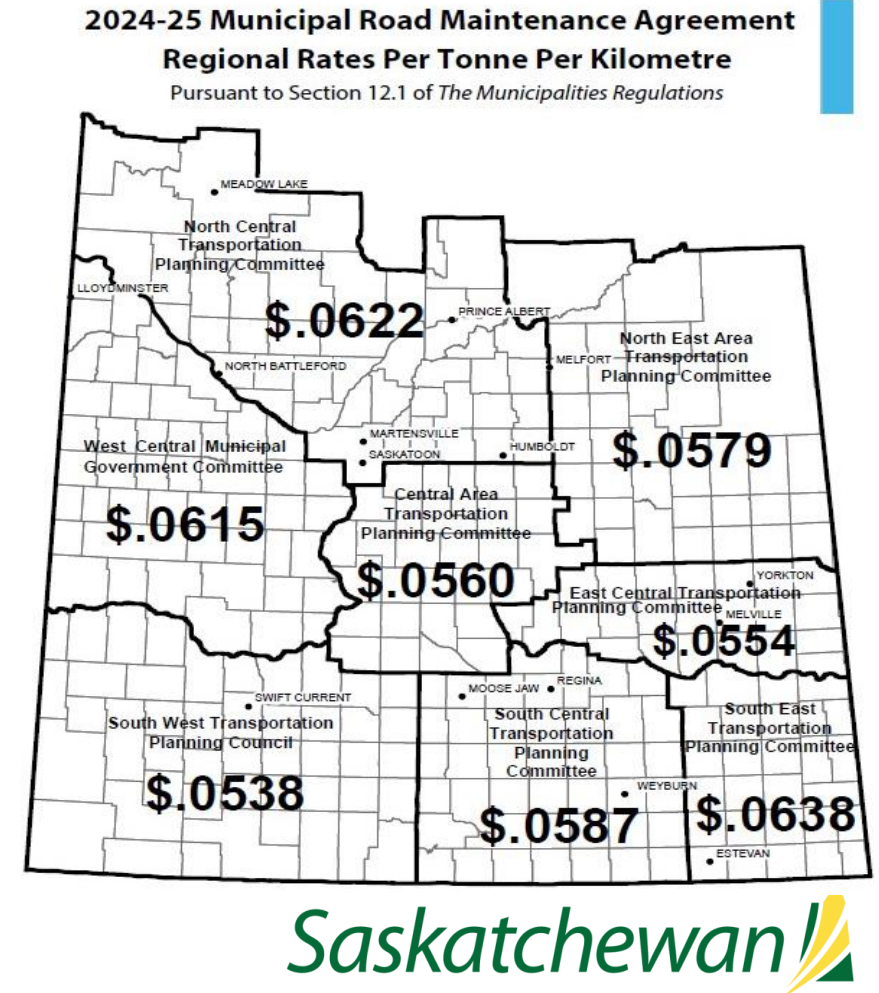 2024-25 Municipal Road Maintenance Agreement
Regional Rates Per Tonne Per Kilometre
Pursuant to Section 12.1 of The Municipalities Regulations
MEADOW LAKE
North Central
Transportation
Planning Committee
LLOYDMINSTER
$.0622
PRINCE ALBERT
North East Area
Transportation
Planning Committee
MELFORT
NORTH BATTLEFORD
$.0579
MARTENSVILLE
SASKATOON
HUMBOLDT
West Central Municipal
Government Committee
$.0615
Central Area
Transportation
Planning Committee
$.0560
YORKTON
East Central Transportation
Planning Committee
MELVILLE
$.0554
SWIFT CURRENT
South West Transportation
Planning Council
$.0538
MOOSE JAW
REGINA
South Central
Transportation
Planning
Committee
WEYBURN
$.0587
South East
Transportation
Planning Committee
$.0638
ESTEVAN
Saskatchewan